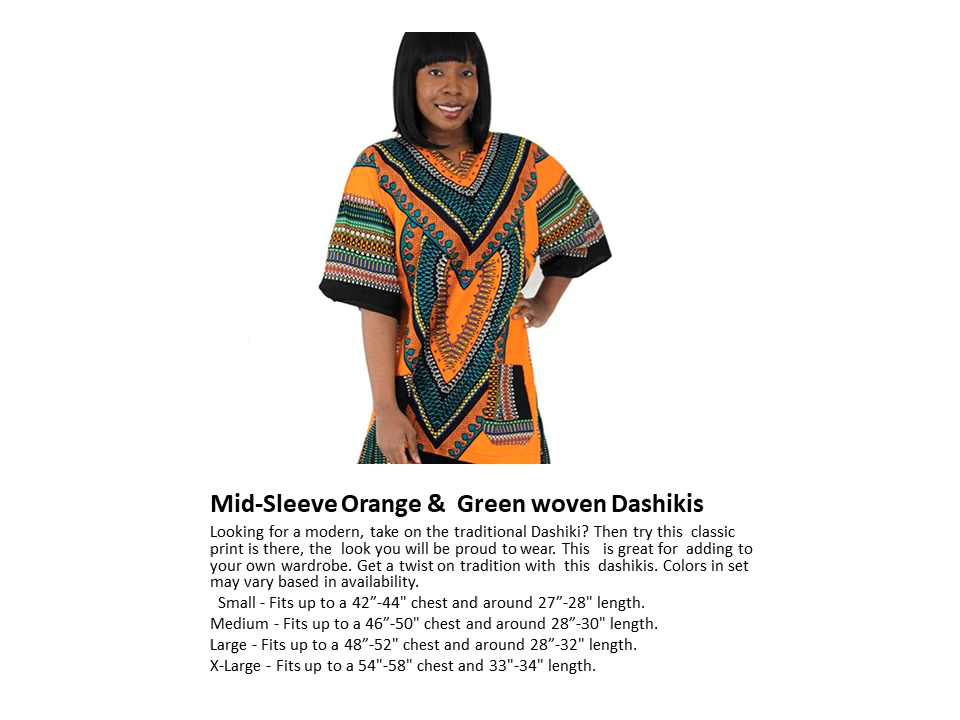 Mid-Sleeve Orange & Green woven Dashikis
Looking for a modern, take on the traditional Dashiki? Then try this classic
print is there, the look you will be proud to wear. This is great for adding to
your own wardrobe. Get a twist on tradition with this dashikis. Colors in set
may vary based in availability.
Small - Fits up to a 42”-44" chest and around 27”-28" length.
Medium - Fits up to a 46”-50" chest and around 28”-30" length.
Large - Fits up to a 48”-52" chest and around 28”-32" length.
X-Large - Fits up to a 54"-58" chest and 33"-34" length.